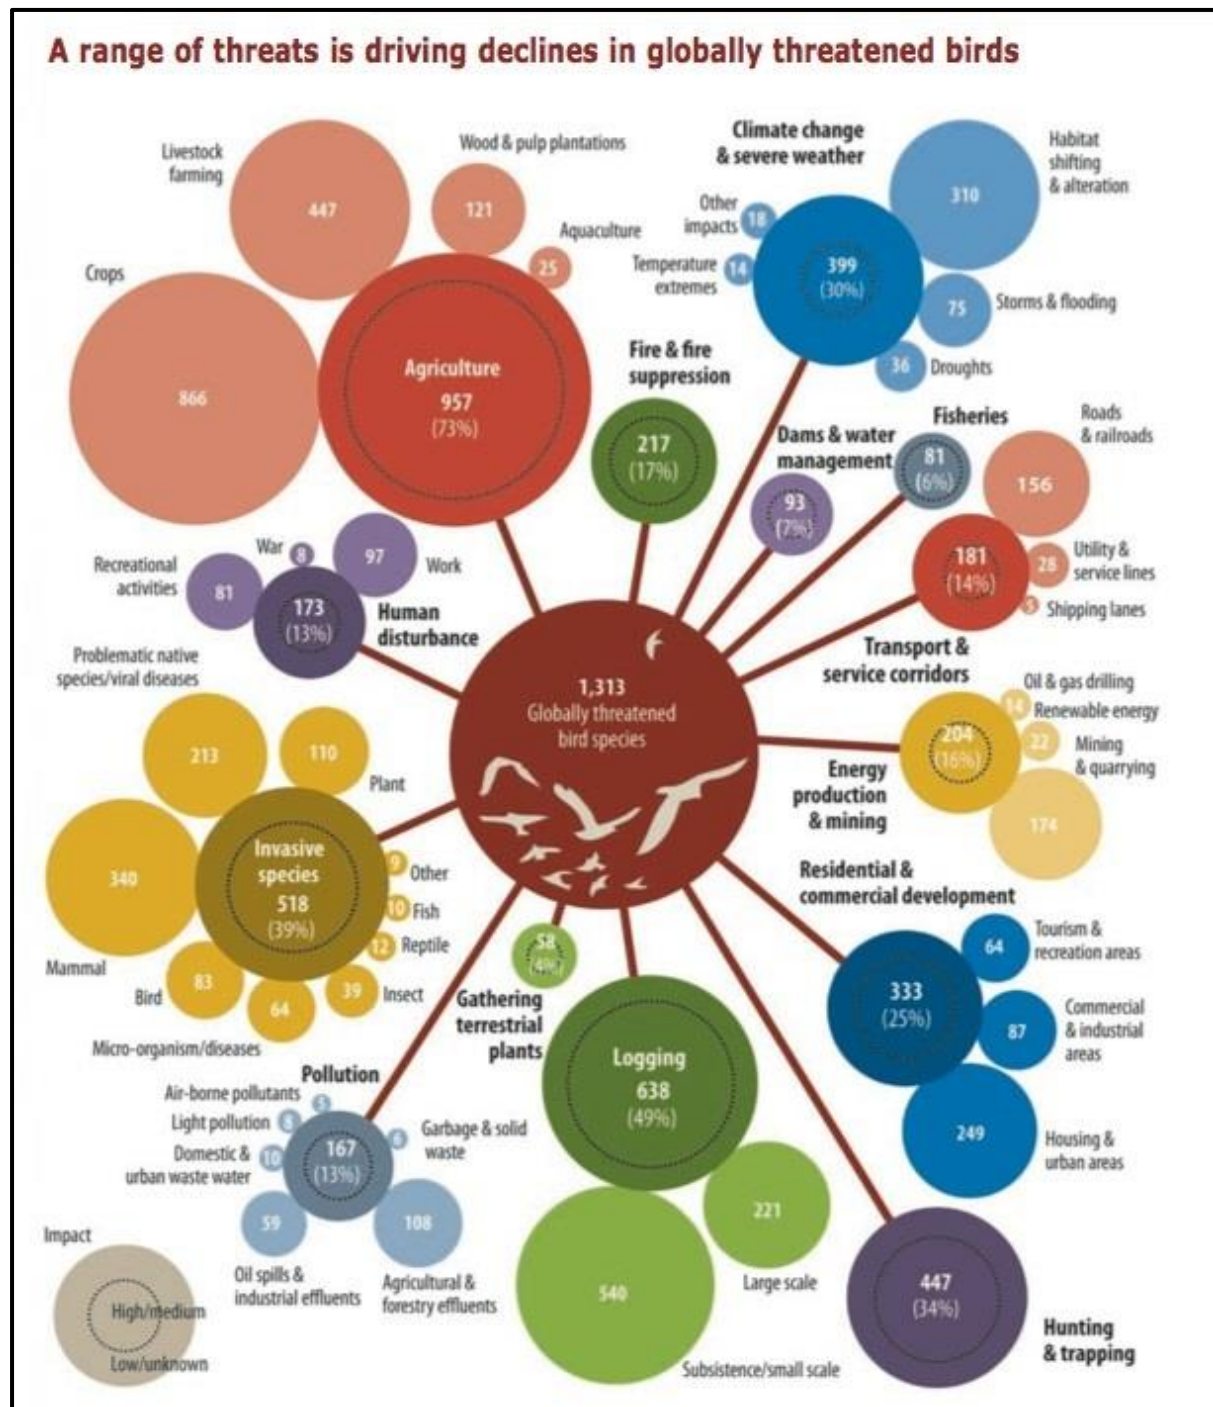 A range of threats is driving declines in globally threatened birds
Livestock
farming
447
Wood & pulp plantations
121
Aquaculture
25
Crops
866
Agriculture
957
(73%)
Climate change
& severe weather
399
(30%)
Habitat
shifting
& alteration
310
Other
impacts
18
Temperature
extremes
14
75
Storms & flooding
36
Droughts
Fire & fire
suppression
217
(17%)
Dams & water
management
93
(7%)
Fisheries
81
(6%)
Roads
& railroads
156
181
(14%)
28
Utility &
service lines
5
Shipping lanes
Transport &
service corridors
War
8
97
Work
Recreational
activities
81
173
(13%)
Human
disturbance
1,313
Globally threatened
bird species
Problematic native
species/viral diseases
213
110
Plant
340
Mammal
Invasive
species
518
(39%)
9
Other
10
Fish
12
Reptile
39
Insect
83
Bird
64
Micro-organism/diseases
Oil & gas drilling
14
Renewable energy
22
Mining
& quarrying
174
204
(16%)
Energy
production
& mining
Residential &
commercial development
333
(25%)
64
Tourism &
recreation areas
87
Commercial
& industrial
areas
249
Housing &
urban areas
58
(4%)
Gathering
terrestrial
plants
Logging
638
(49%)
221
Large scale
540
Subsistence/small scale
Pollution
167
(13%)
Air-borne pollutants
5
Light pollution
8
Domestic &
urban waste water
10
6
Garbage & solid
waste
59
Oil spills &
industrial effluents
108
Agricultural &
forestry effluents
447
(34%)
Hunting
& trapping
Impact
High/medium
Low/unknown